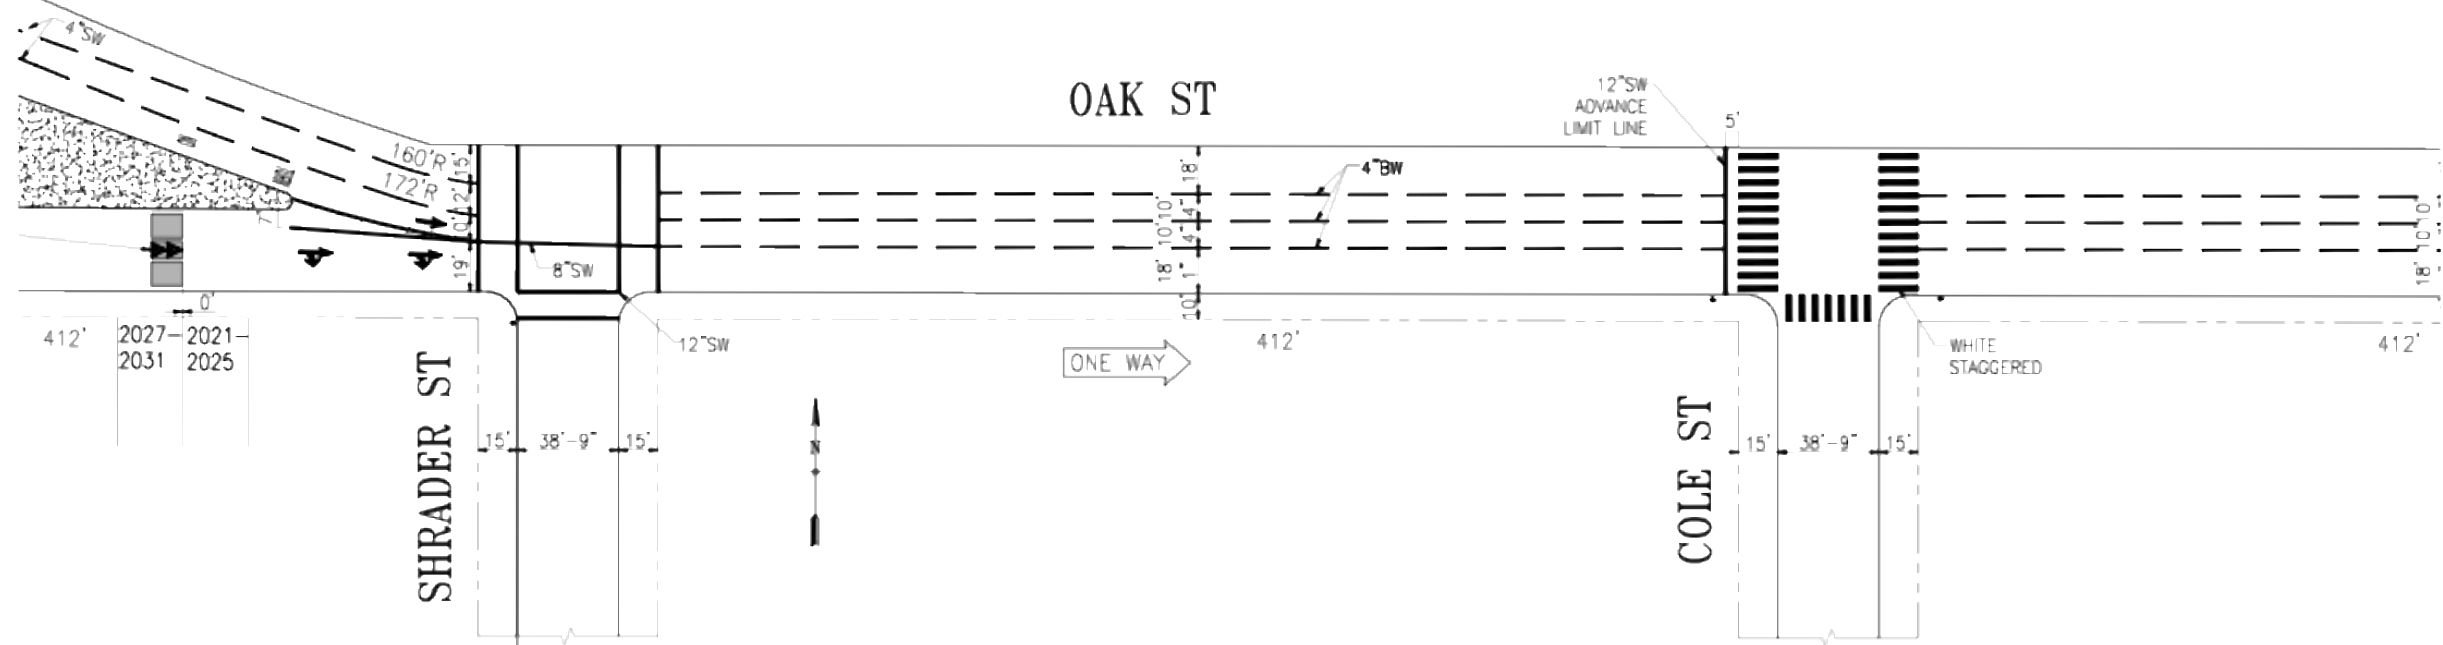 4"SW
OAK ST
12"SW
ADVANCE
LIMIT LINE
5'
160'R
172'R
15'
12'
10'
19'
8"SW
18'
10'
10'
18'
10'
4"
4"
1"
4"BW
10'
10'
18'
0'
412'
2027-
2031
2021-
2025
12"SW
412'
ONE WAY
WHITE
STAGGERED
412'
4"SW
SHRADER ST
N
COLE ST
15'
38'-9"
15'
15'
38'-9"
15'